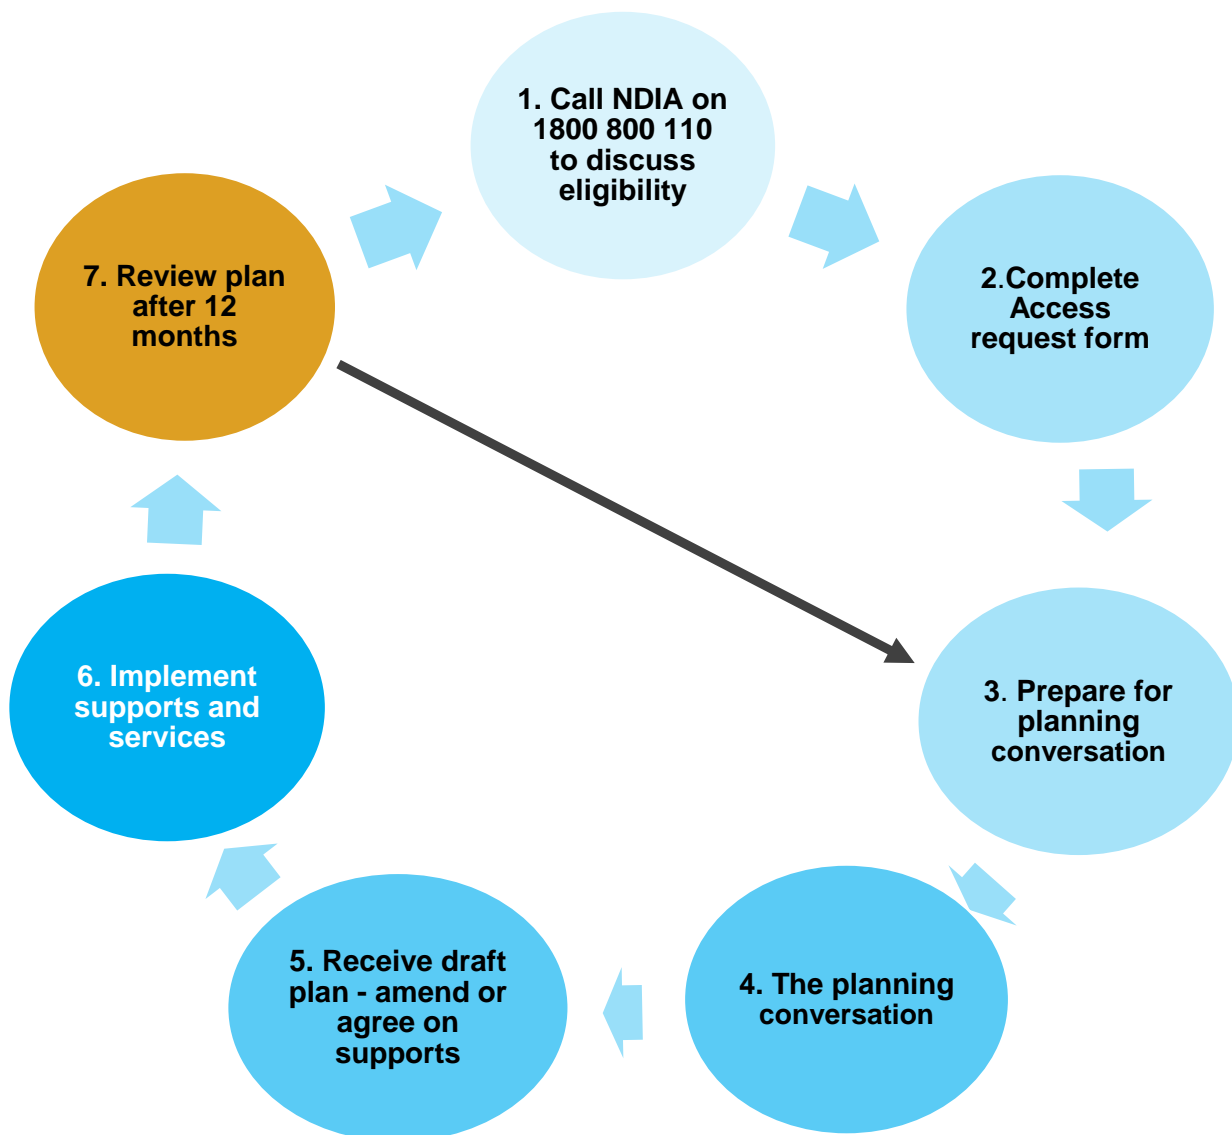 1. Call NDIA on
1800 800 110
to discuss
eligibility
2.Complete
Access
request form
3. Prepare for
planning
conversation
4. The planning
conversation
5. Receive draft
plan - amend or
agree on
supports
6. Implement
supports and
services
7. Review plan
after 12
months